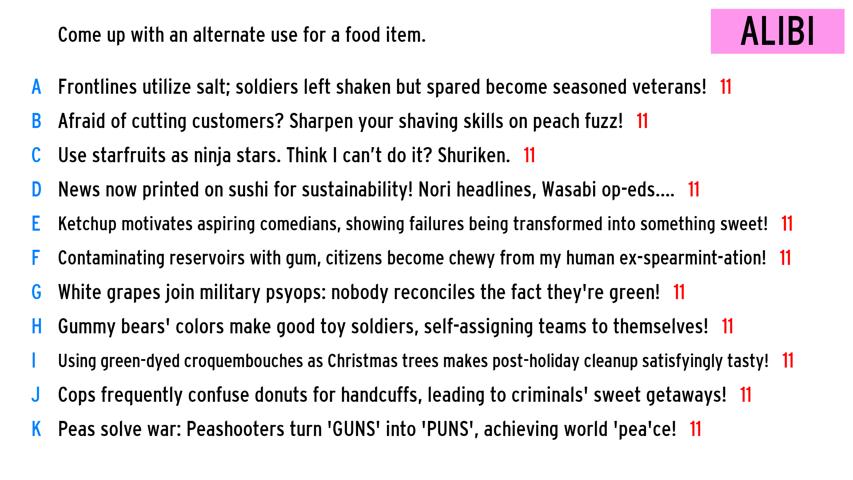 Come up with an alternate use for a food item.
ALIBI
A Frontlines utilize salt; soldiers left shaken but spared become seasoned veterans! 11
B Afraid of cutting customers? Sharpen your shaving skills on peach fuzz! 11
C Use starfruits as ninja stars. Think I can't do it? Shuriken. 11
D News now printed on sushi for sustainability! Nori headlines, Wasabi op-eds.... 11
E Ketchup motivates aspiring comedians, showing failures being transformed into something sweet! 11
F Contaminating reservoirs with gum, citizens become chewy from my human ex-spearmint-ation! 11
G White grapes join military psyops: nobody reconciles the fact they're green! 11
H Gummy bears' colors make good toy soldiers, self-assigning teams to themselves! 11
I Using green-dyed croquembouches as Christmas trees makes post-holiday cleanup satisfyingly tasty! 11
J Cops frequently confuse donuts for handcuffs, leading to criminals' sweet getaways! 11
K Peas solve war: Peashooters turn 'GUNS' into 'PUNS', achieving world 'pea'ce! 11